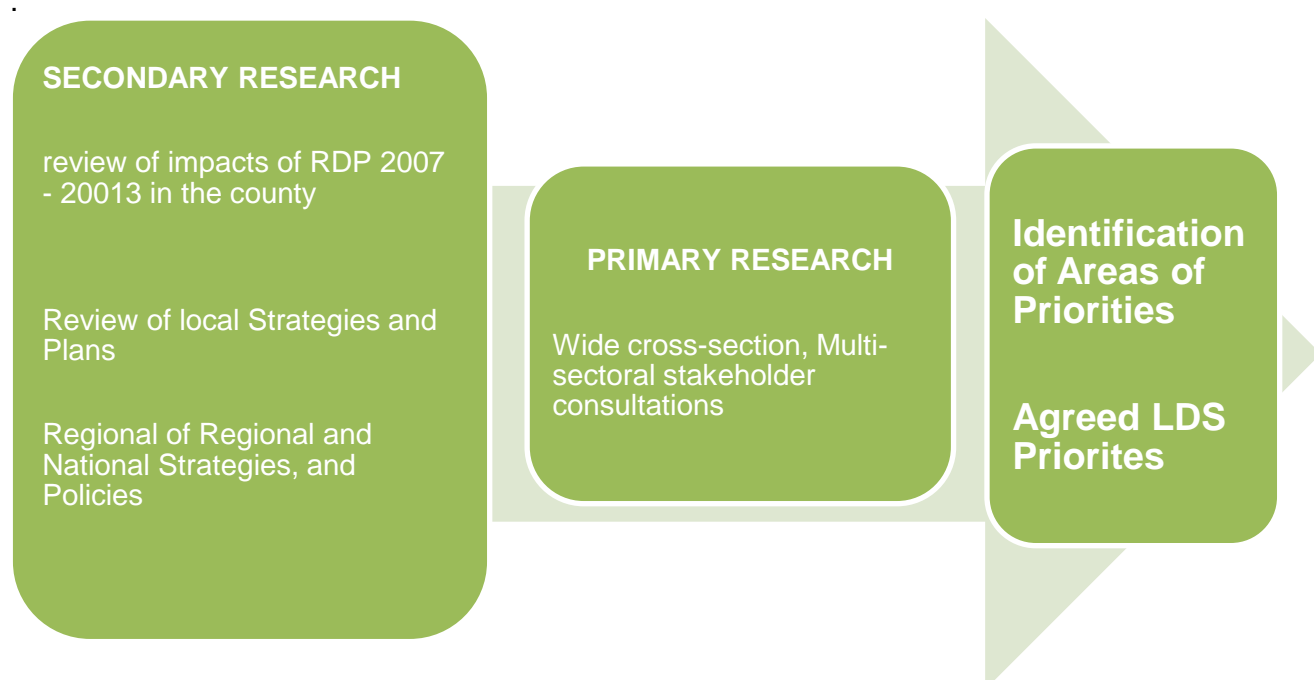 .
SECONDARY RESEARCH
review of impacts of RDP 2007
- 20013 in the county
Review of local Strategies and
Plans
Regional of Regional and
National Strategies, and
Policies
PRIMARY RESEARCH
Wide cross-section, Multi-
sectoral stakeholder
consultations
Identification
of Areas of
Priorities
Agreed LDS
Priorites